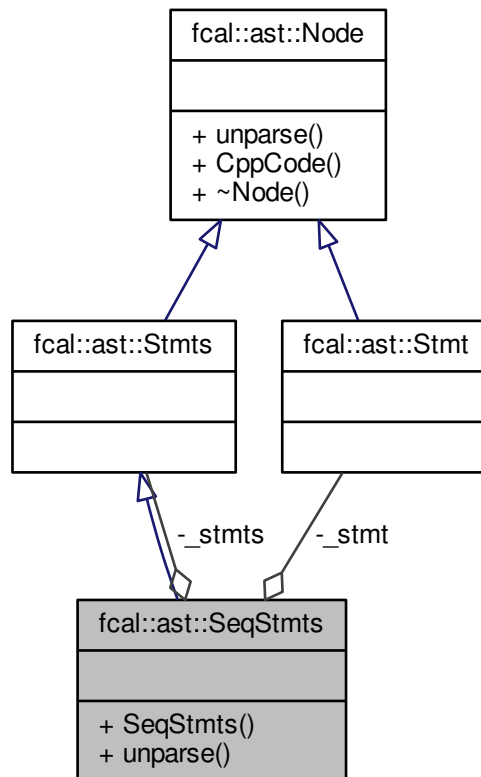 fcal::ast::Node
+ unparse()
+ CppCode()
+ ~Node()
fcal::ast::Stmts
fcal::ast::Stmt
-_stmts
-_stmt
fcal::ast::SeqStmts
+ SeqStmts()
+ unparse()